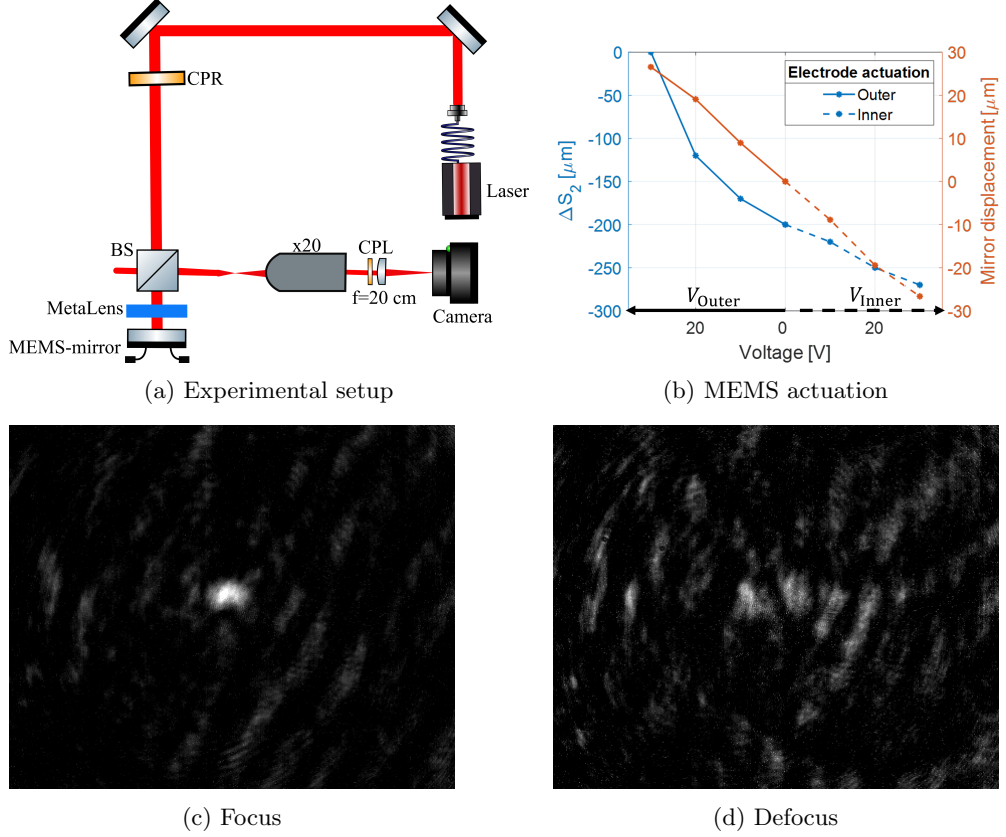 CPR
Laser
BS
x20
CPL
f=20 cm
Camera
MetaLens
MEMS-mirror
(a) Experimental setup
0
-50
-100
-150
-200
-250
-300
ΔS2 [μm]
30
20
10
0
-10
-20
30
Mirror displacement [μm]
Electrode actuation
Outer
Inner
VOuter
VInner
20
0
20
Voltage [V]
(b) MEMS actuation
(c) Focus
(d) Defocus